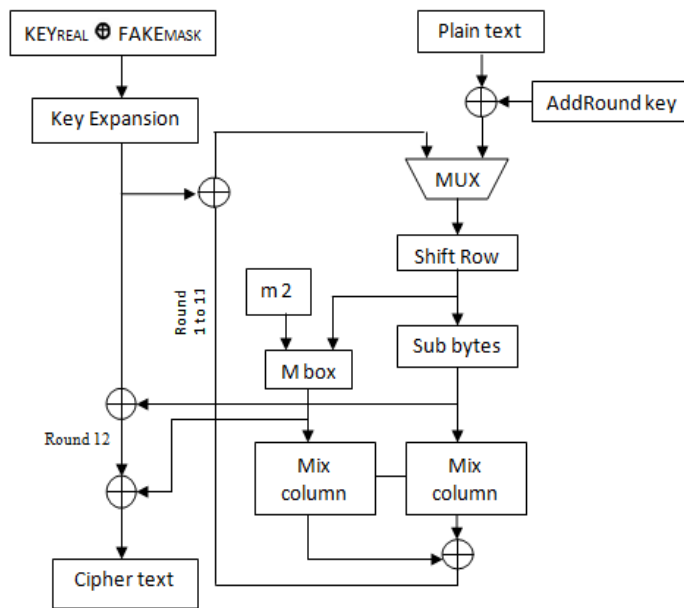 KEYREAL ⊕ FAKEMASK
Plain text
Key Expansion
AddRound key
MUX
Shift Row
m 2
Round
1 to 11
Sub bytes
M box
Round 12
Mix
column
Mix
column
Cipher text